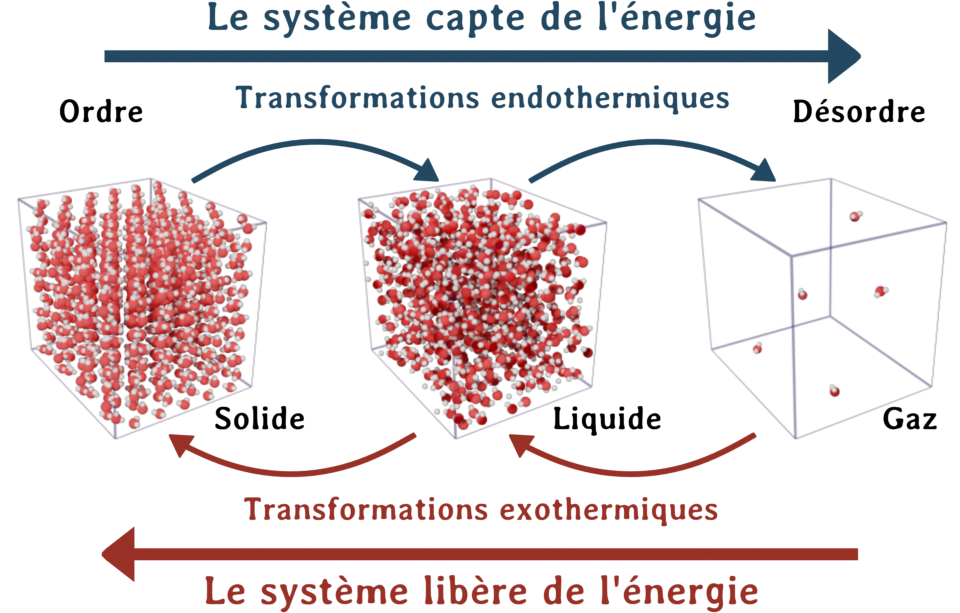 Le système capte de l'énergie
Transformations endothermiques
Ordre
Désordre
Solide
Liquide
Gaz
Transformations exothermiques
Le système libère de l'énergie